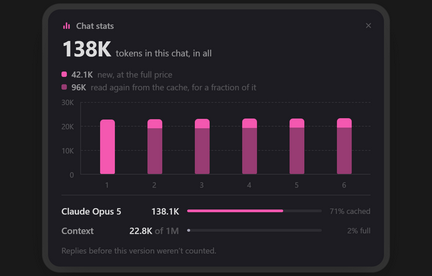 Chat stats
138K tokens in this chat, in all
42.1K new, at the full price
96K read again from the cache, for a fraction of it
30K
20K
10K
0
1 2 3 4 5 6
Claude Opus 5 138.1K 71% cached
Context 22.8K of 1M 2% full
Replies before this version weren't counted.